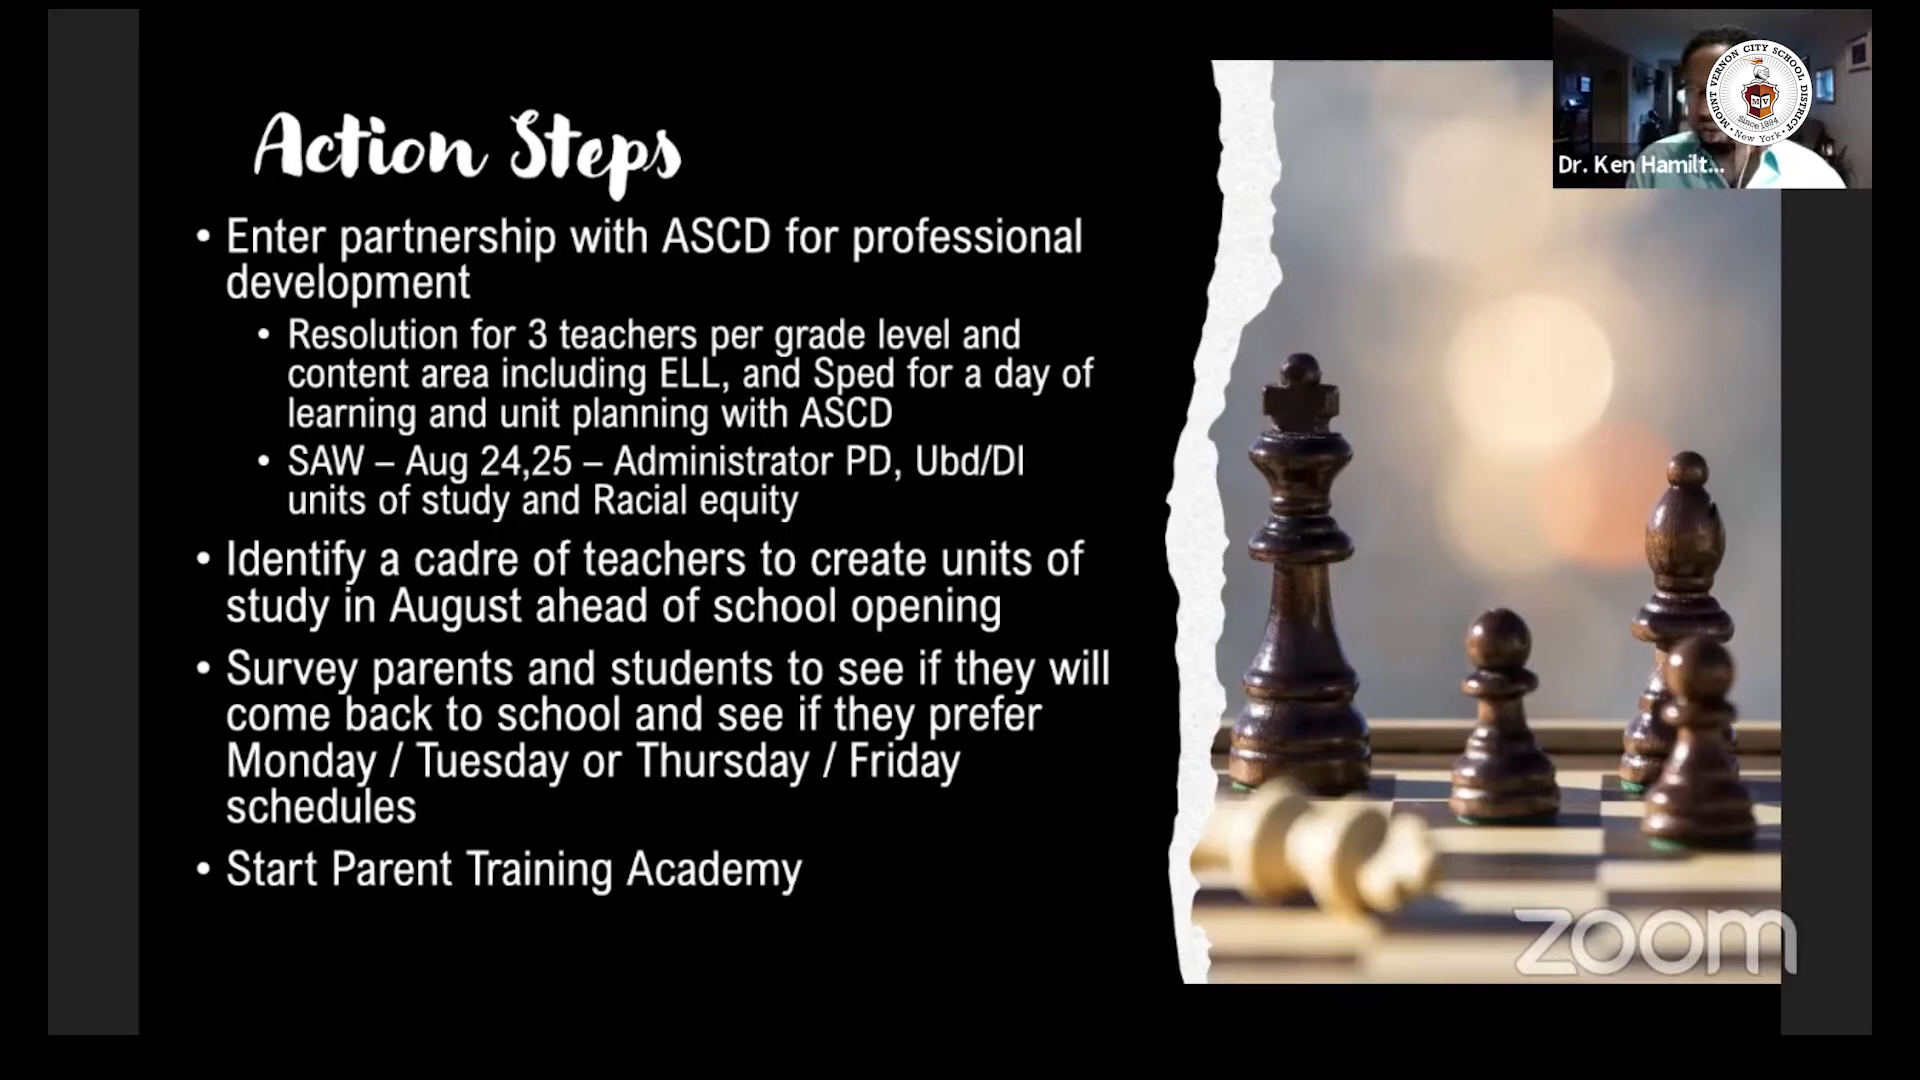 Action Steps
• Enter partnership with ASCD for professional
development
• Resolution for 3 teachers per grade level and
content area including ELL, and Sped for a day of
learning and unit planning with ASCD
• SAW – Aug 24,25 – Administrator PD, Ubd/DI
units of study and Racial equity
• Identify a cadre of teachers to create units of
study in August ahead of school opening
• Survey parents and students to see if they will
come back to school and see if they prefer
Monday / Tuesday or Thursday / Friday
schedules
• Start Parent Training Academy
MOUNT VERNON CITY SCHOOL DISTRICT
M V
Since 1894
• New York •
Dr. Ken Hamilt...
zoom